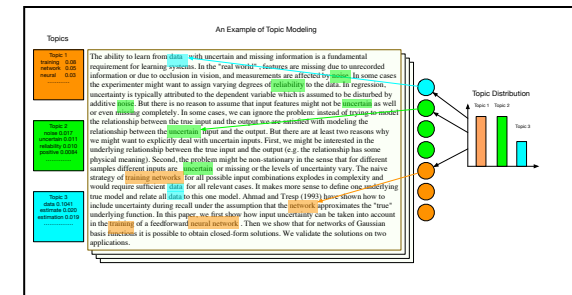 An Example of Topic Modeling
Topics
Topic 1
training 0.08
network 0.05
neural 0.03
Topic 2
noise 0.017
uncertain 0.011
reliability 0.010
positive 0.0084
Topic 3
data 0.1041
estimate 0.020
estimation 0.019
The ability to learn from data with uncertain and missing information is a fundamental
requirement for learning systems. In the "real world", features are missing due to unrecorded
information or due to occlusion in vision, and measurements are affected by noise. In some cases
the experimenter might want to assign varying degrees of reliability to the data. In regression,
uncertainty is typically attributed to the dependent variable which is assumed to be disturbed by
additive noise. But there is no reason to assume that input features might not be uncertain as well
or even missing completely. In some cases, we can ignore the problem: instead of trying to model
the relationship between the true input and the output we are satisfied with modeling the
relationship between the uncertain input and the output. But there are at least two reasons why
we might want to explicitly deal with uncertain inputs. First, we might be interested in the
underlying relationship between the true input and the output (e.g. the relationship has some
physical meaning). Second, the problem might be non-stationary in the sense that for different
samples different inputs are uncertain or missing or the levels of uncertainty vary. The naive
strategy of training networks for all possible input combinations explodes in complexity and
would require sufficient data for all relevant cases. It makes more sense to define one underlying
true model and relate all data to this one model. Ahmad and Tresp (1993) have shown how to
include uncertainty during recall under the assumption that the network approximates the "true"
underlying function. In this paper, we first show how input uncertainty can be taken into account
in the training of a feedforward neural network. Then we show that for networks of Gaussian
basis functions it is possible to obtain closed-form solutions. We validate the solutions on two
applications.
Topic Distribution
Topic 1
Topic 2
Topic 3